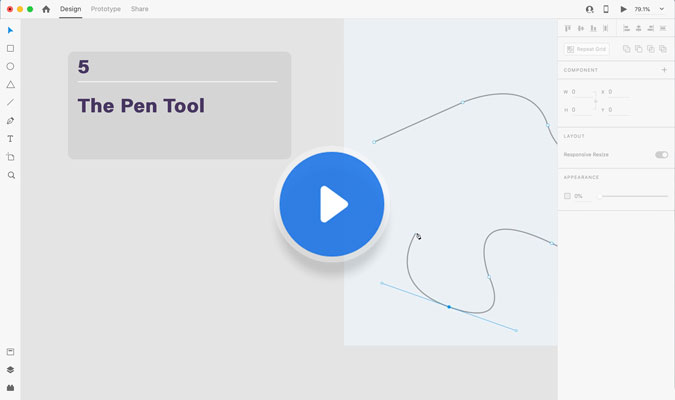 Design Prototype Share 79.1%
5
The Pen Tool
Repeat Grid
COMPONENT
W 0 X 0
H 0 Y 0
LAYOUT
Responsive Resize
APPEARANCE
0%